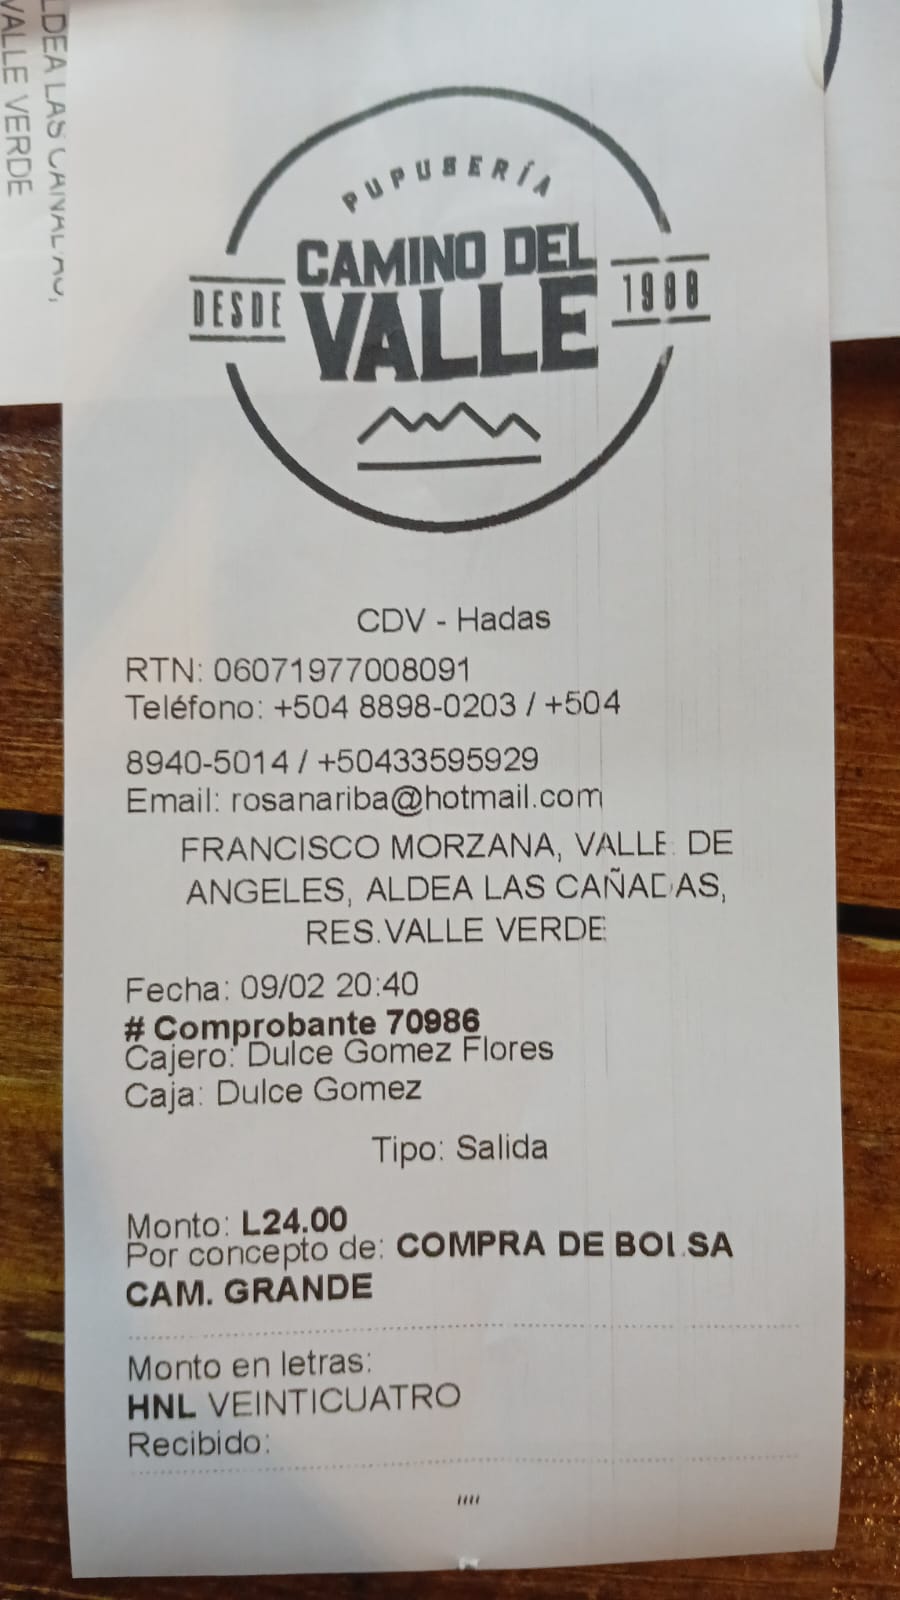 ALDEA LAS CAÑADAS,
VALLE VERDE
PUPUSERÍA
CAMINO DEL
DESDE VALLE 1988
CDV - Hadas
RTN: 06071977008091
Teléfono: +504 8898-0203 / +504
8940-5014 / +50433595929
Email: rosanariba@hotmail.com
FRANCISCO MORZANA, VALLE DE
ANGELES, ALDEA LAS CAÑADAS,
RES.VALLE VERDE
Fecha: 09/02 20:40
# Comprobante 70986
Cajero: Dulce Gomez Flores
Caja: Dulce Gomez
Tipo: Salida
Monto: L24.00
Por concepto de: COMPRA DE BOLSA
CAM. GRANDE
Monto en letras:
HNL VEINTICUATRO
Recibido:
////